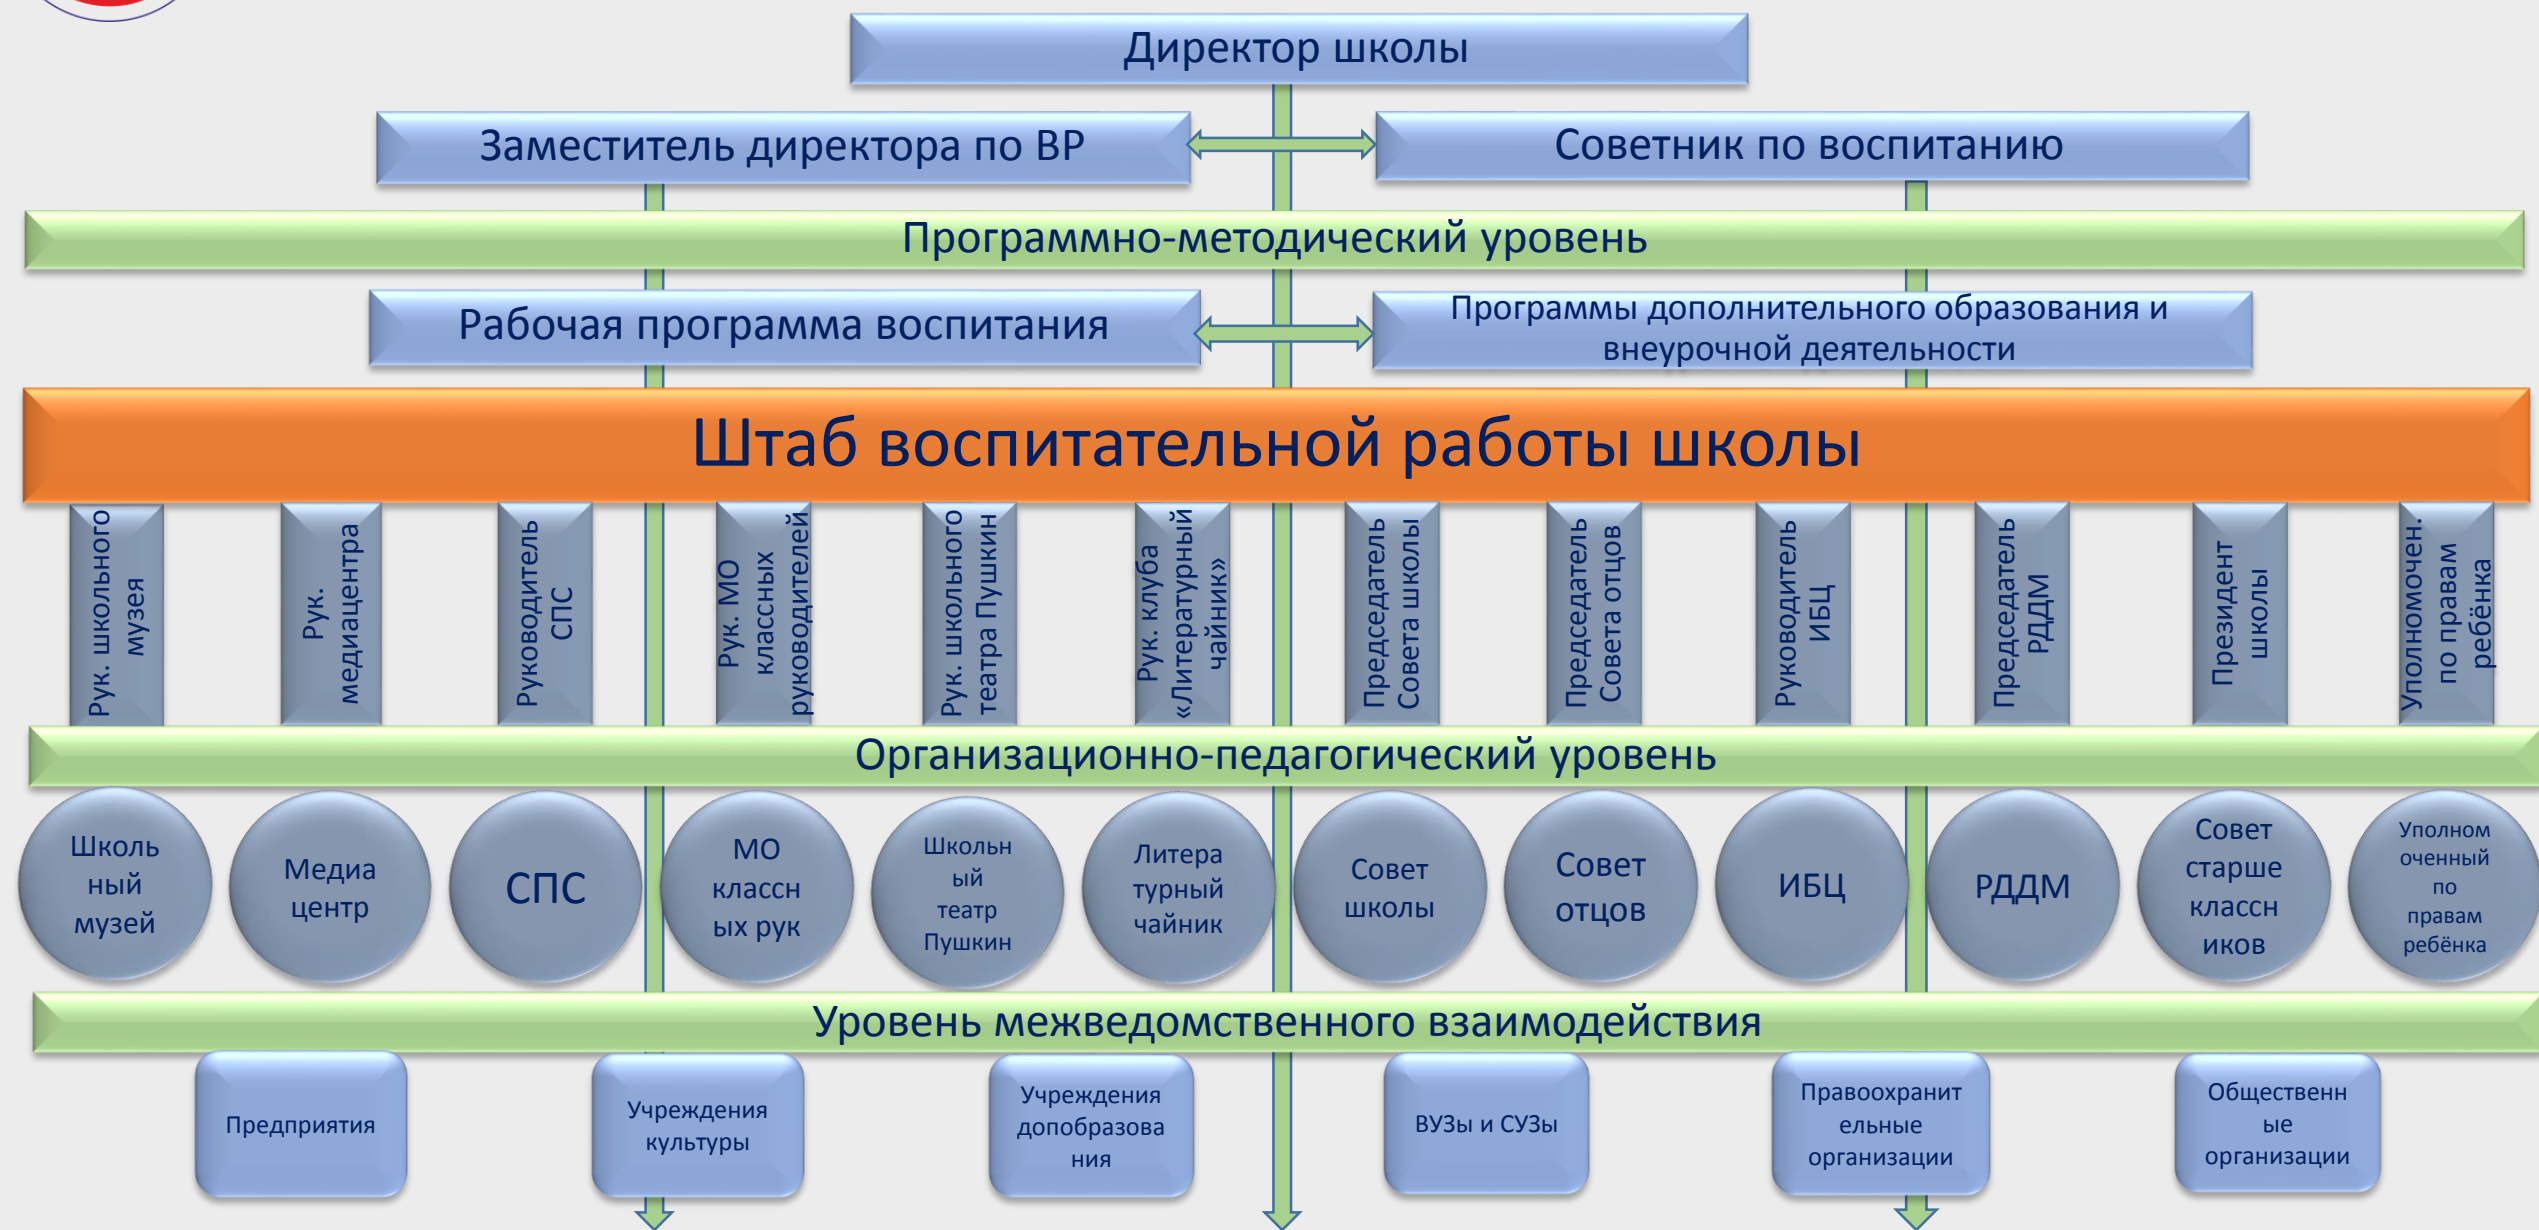 Директор школы
Заместитель директора по ВР
Советник по воспитанию
Программно-методический уровень
Рабочая программа воспитания
Программы дополнительного образования и
внеурочной деятельности
Штаб воспитательной работы школы
Рук. школьного
музея
Рук.
медиацентра
Руководитель
СПС
Рук. МО
классных
руководителей
Рук. школьного
театра Пушкин
Рук. клуба
«Литературный
чайник»
Председатель
Совета школы
Председатель
Совета отцов
Руководитель
ИБЦ
Председатель
РДДМ
Президент
школы
Уполномочен.
по правам
ребёнка
Организационно-педагогический уровень
Школь
ный
музей
Медиа
центр
СПС
МО
классн
ых рук
Школьн
ый
театр
Пушкин
Литера
турный
чайник
Совет
школы
Совет
отцов
ИБЦ
РДДМ
Совет
старше
классн
иков
Уполном
оченный
по
правам
ребёнка
Уровень межведомственного взаимодействия
Предприятия
Учреждения
культуры
Учреждения
допобразова
ния
ВУЗы и СУЗы
Правоохранит
ельные
организации
Общественн
ые
организации